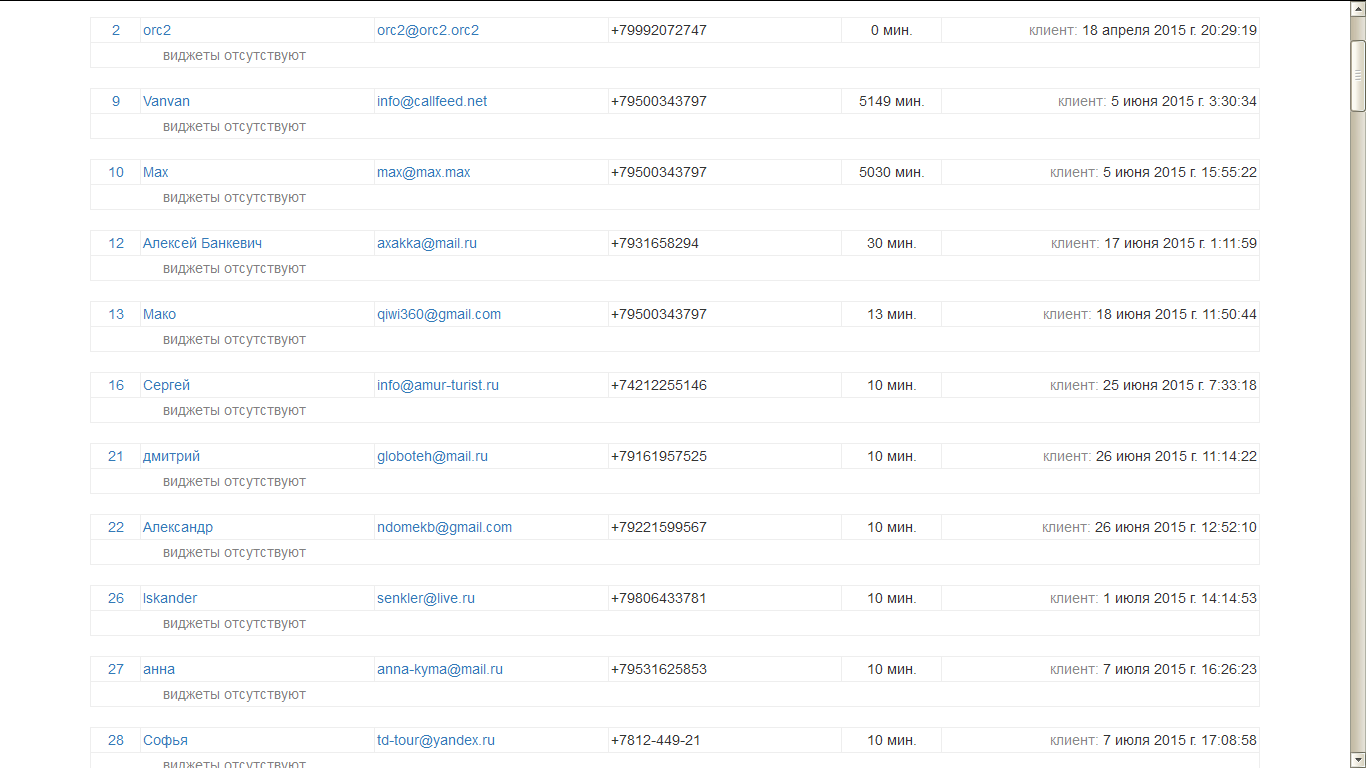 2 orc2 orc2@orc2.orc2 +79992072747 0 мин. клиент: 18 апреля 2015 г. 20:29:19
виджеты отсутствуют
9 Vanvan info@callfeed.net +79500343797 5149 мин. клиент: 5 июня 2015 г. 3:30:34
виджеты отсутствуют
10 Max max@max.max +79500343797 5030 мин. клиент: 5 июня 2015 г. 15:55:22
виджеты отсутствуют
12 Алексей Банкевич axakka@mail.ru +7931658294 30 мин. клиент: 17 июня 2015 г. 1:11:59
виджеты отсутствуют
13 Мако qiwi360@gmail.com +79500343797 13 мин. клиент: 18 июня 2015 г. 11:50:44
виджеты отсутствуют
16 Сергей info@amur-turist.ru +74212255146 10 мин. клиент: 25 июня 2015 г. 7:33:18
виджеты отсутствуют
21 дмитрий globoteh@mail.ru +79161957525 10 мин. клиент: 26 июня 2015 г. 11:14:22
виджеты отсутствуют
22 Александр ndomekb@gmail.com +79221599567 10 мин. клиент: 26 июня 2015 г. 12:52:10
виджеты отсутствуют
26 Iskander senkler@live.ru +79806433781 10 мин. клиент: 1 июля 2015 г. 14:14:53
виджеты отсутствуют
27 анна anna-kyma@mail.ru +79531625853 10 мин. клиент: 7 июля 2015 г. 16:26:23
виджеты отсутствуют
28 Софья td-tour@yandex.ru +7812-449-21 10 мин. клиент: 7 июля 2015 г. 17:08:58
виджеты отсутствуют